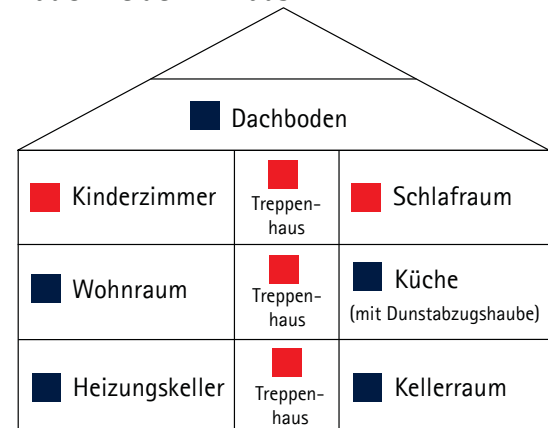 Dachboden
Kinderzimmer
Treppen-
haus
Schlafraum
Wohnraum
Treppen-
haus
Küche
(mit Dunstabzugshaube)
Heizungskeller
Treppen-
haus
Kellerraum